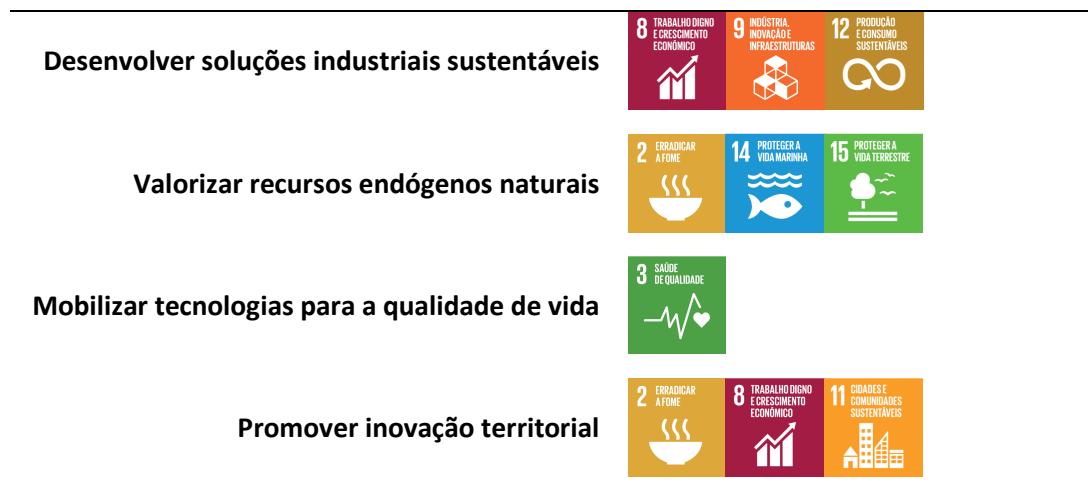 Desenvolver soluções industriais sustentáveis
8 TRABALHO DIGNO
E CRESCIMENTO
ECONÓMICO
9 INDÚSTRIA,
INOVAÇÃO E
INFRAESTRUTURAS
12 PRODUÇÃO
E CONSUMO
SUSTENTÁVEIS
Valorizar recursos endógenos naturais
2 ERRADICAR
A FOME
14 PROTEGER A
VIDA MARINHA
15 PROTEGER A
VIDA TERRESTRE
Mobilizar tecnologias para a qualidade de vida
3 SAÚDE
DE QUALIDADE
Promover inovação territorial
2 ERRADICAR
A FOME
8 TRABALHO DIGNO
E CRESCIMENTO
ECONÓMICO
11 CIDADES E
COMUNIDADES
SUSTENTÁVEIS